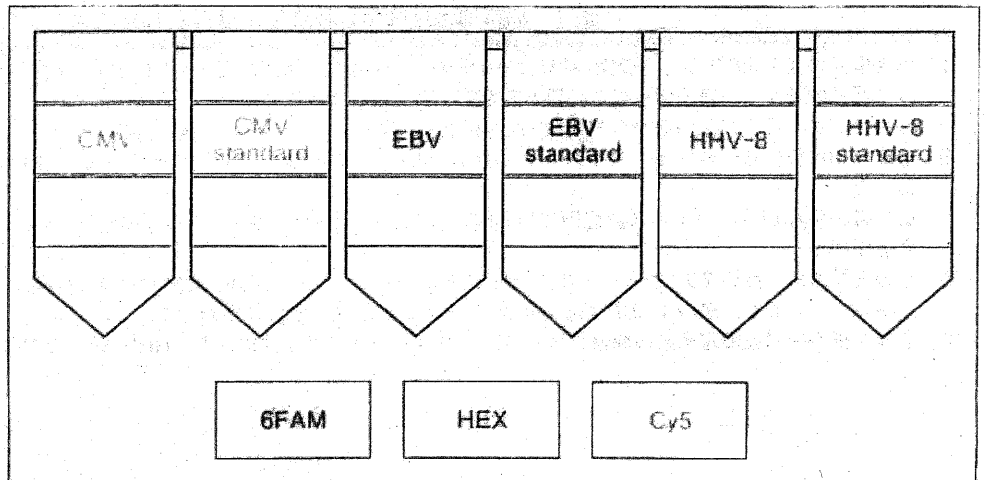 CMV
CMV
standard
EBV
EBV
standard
HHV-8
HHV-8
standard
6FAM
HEX
Cy5